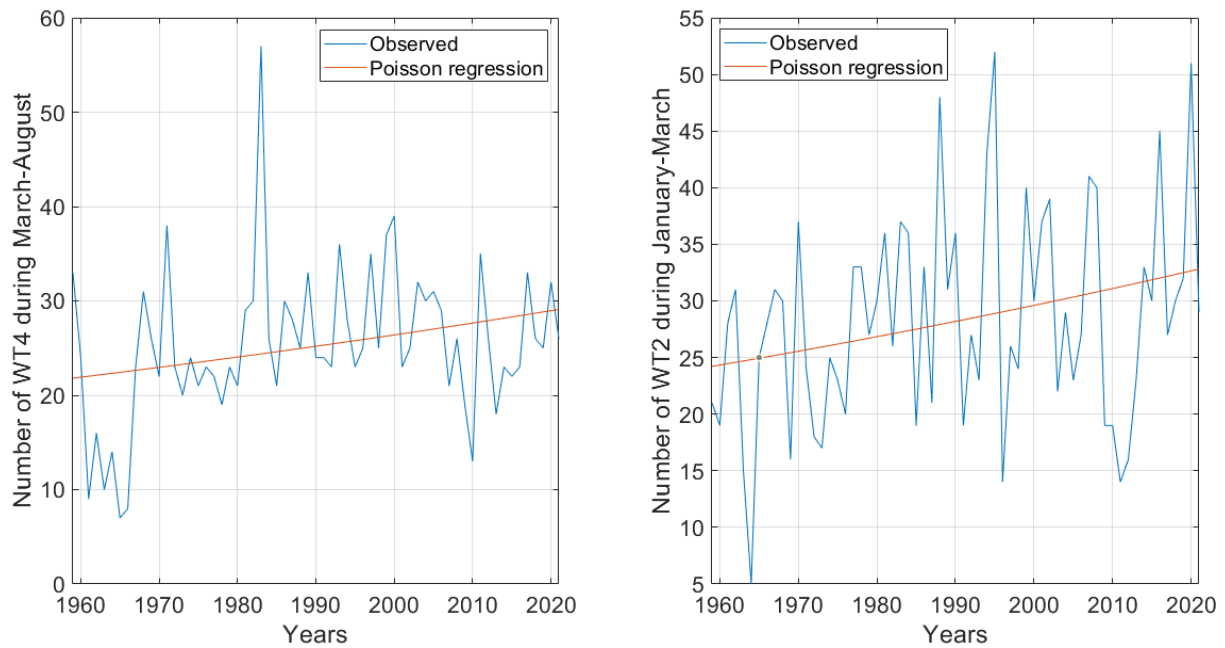 60
50
40
30
20
10
0
Number of WT4 during March-August
Observed
Poisson regression
1960 1970 1980 1990 2000 2010 2020
Years
55
50
45
40
35
30
25
20
15
10
5
Number of WT2 during January-March
Observed
Poisson regression
1960 1970 1980 1990 2000 2010 2020
Years